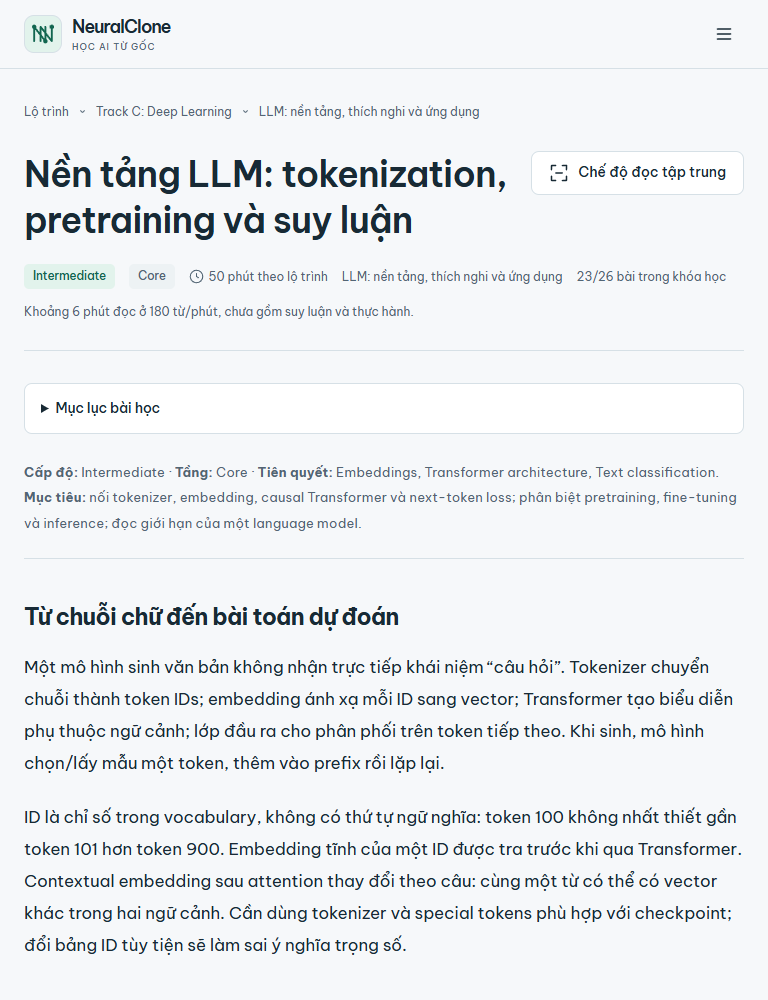 NeuralClone
HỌC AI TỪ GỐC
Lộ trình
Track C: Deep Learning
LLM: nền tảng, thích nghi và ứng dụng
Nền tảng LLM: tokenization,
pretraining và suy luận
Chế độ đọc tập trung
Intermediate
Core
50 phút theo lộ trình
LLM: nền tảng, thích nghi và ứng dụng
23/26 bài trong khóa học
Khoảng 6 phút đọc ở 180 từ/phút, chưa gồm suy luận và thực hành.
Mục lục bài học
Cấp độ: Intermediate · Tầng: Core · Tiên quyết: Embeddings, Transformer architecture, Text classification.
Mục tiêu: nối tokenizer, embedding, causal Transformer và next-token loss; phân biệt pretraining, fine-tuning
và inference; đọc giới hạn của một language model.
Từ chuỗi chữ đến bài toán dự đoán
Một mô hình sinh văn bản không nhận trực tiếp khái niệm “câu hỏi”. Tokenizer chuyển
chuỗi thành token IDs; embedding ánh xạ mỗi ID sang vector; Transformer tạo biểu diễn
phụ thuộc ngữ cảnh; lớp đầu ra cho phân phối trên token tiếp theo. Khi sinh, mô hình
chọn/lấy mẫu một token, thêm vào prefix rồi lặp lại.
ID là chỉ số trong vocabulary, không có thứ tự ngữ nghĩa: token 100 không nhất thiết gần
token 101 hơn token 900. Embedding tĩnh của một ID được tra trước khi qua Transformer.
Contextual embedding sau attention thay đổi theo câu: cùng một từ có thể có vector
khác trong hai ngữ cảnh. Cần dùng tokenizer và special tokens phù hợp với checkpoint;
đổi bảng ID tùy tiện sẽ làm sai ý nghĩa trọng số.